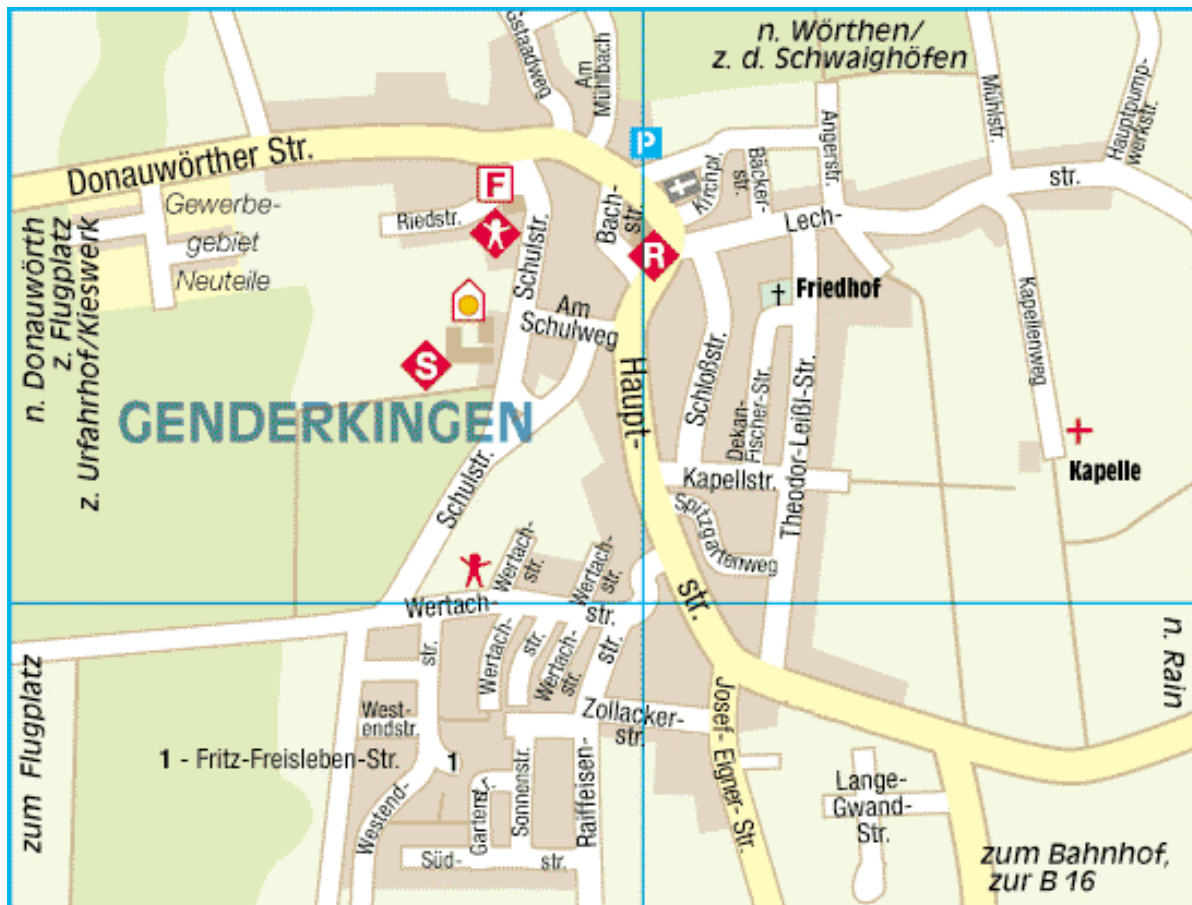 n. Wörthen/
z. d. Schwaighöfen
Gstaadweg
Am
Mühlbach
Mühlstr.
Hauptpump-
werkstr.
Donauwörther Str.
P
Angerstr.
Bäcker-
str.
Kirchpl.
F
Riedstr.
Gewerbe-
gebiet
Neuteile
n. Donauwörth
z. Flugplatz
z. Urfahrhof/Kieswerk
Schulstr.
Bach-
str.
R
Lech-
str.
Friedhof
Am
Schulweg
S
Haupt-
str.
Schloßstr.
Dekan-
Fischer-Str.
Theodor-Leißl-Str.
Kapellenweg
Kapelle
GENDERKINGEN
Schulstr.
Kapellstr.
Spitzgartenweg
Wertach-
str.
Wertach-
str.
Wertach-
str.
Wertach-
str.
Wertach-
str.
str.
str.
n. Rain
zum Flugplatz
West-
endstr.
Zollacker-
str.
Josef-Eigner-Str.
1 - Fritz-Freisleben-Str.
1
Westend-
Gartenstr.
Sonnenstr.
Raiffeisen-
Süd-
str.
Lange-
Gwand-
Str.
zum Bahnhof,
zur B 16